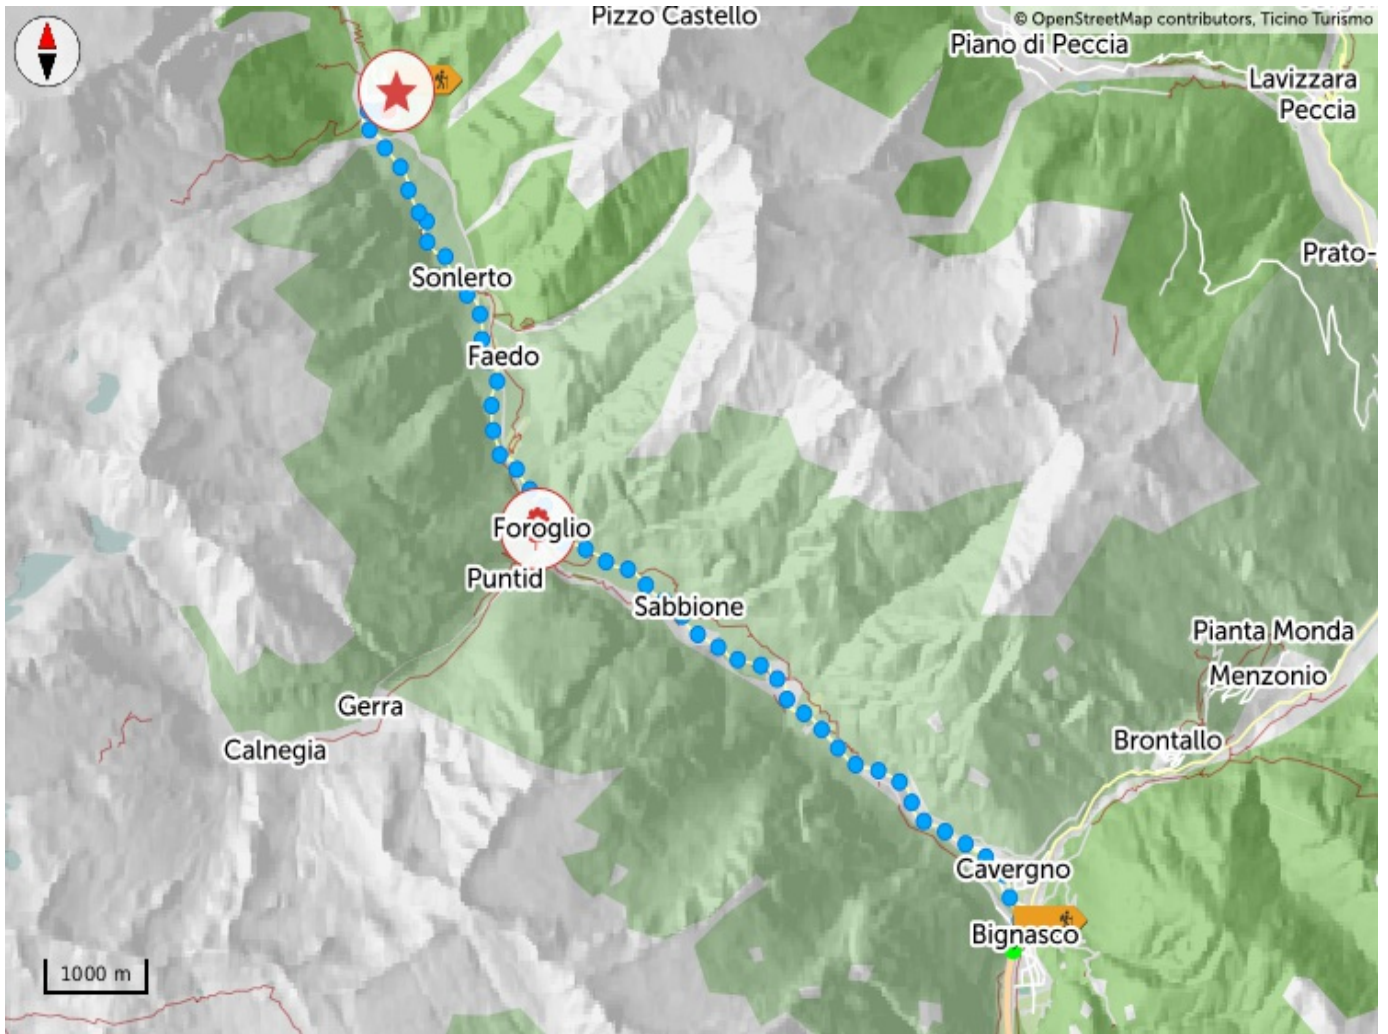 Pizzo Castello
© OpenStreetMap contributors, Ticino Turismo
Piano di Peccia
Lavizzara
Peccia
Prato-
Sonlerto
Faedo
Foroglio
Puntid
Sabbione
Pianta Monda
Menzonio
Gerra
Brontallo
Calnegia
Cavergno
Bignasco
1000 m